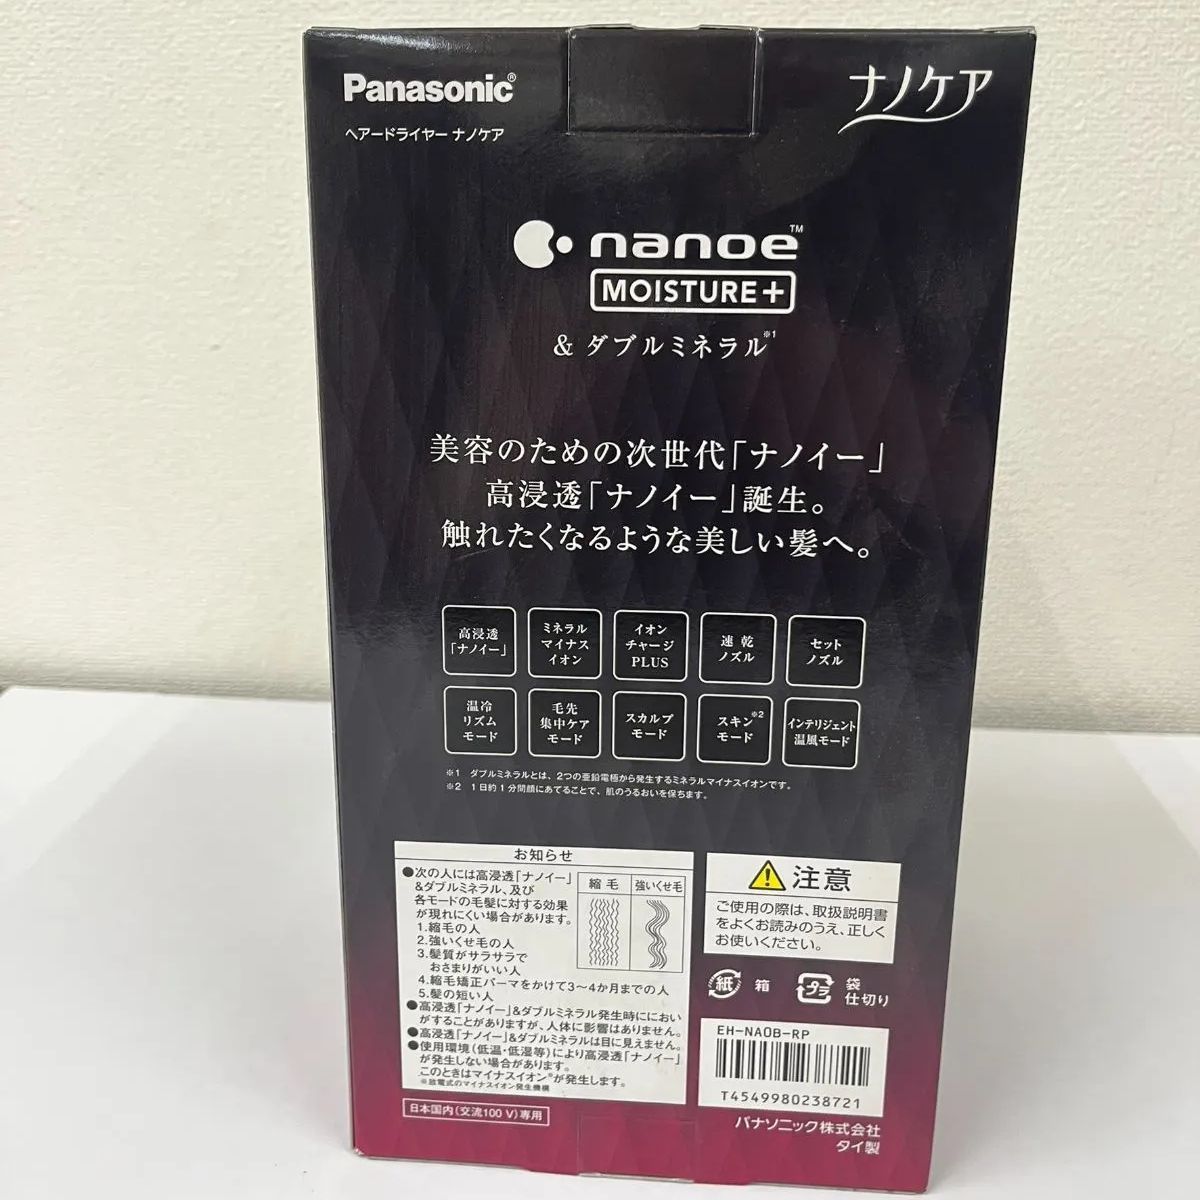 Panasonic®
ヘアードライヤー ナノケア
ナノケア
nanoe™
MOISTURE+
& ダブルミネラル※1
美容のための次世代「ナノイー」
高浸透「ナノイー」誕生。
触れたくなるような美しい髪へ。
高浸透
「ナノイー」
ミネラル
マイナス
イオン
イオン
チャージ
PLUS
速乾
ノズル
セット
ノズル
温冷
リズム
モード
毛先
集中ケア
モード
スカルプ
モード
スキン※2
モード
インテリジェント
温風モード
※1 ダブルミネラルとは、2つの亜鉛電極から発生するミネラルマイナスイオンです。
※2 1日約1分間顔にあてることで、肌のうるおいを保ちます。
お知らせ
●次の人には高浸透「ナノイー」
&ダブルミネラル、及び
各モードの毛髪に対する効果
が現れにくい場合があります。
1.縮毛の人
2.強いくせ毛の人
3.髪質がサラサラで
おさまりがいい人
4.縮毛矯正パーマをかけて3〜4か月までの人
5.髪の短い人
縮毛
強いくせ毛
●高浸透「ナノイー」&ダブルミネラル発生時ににおい
がすることがありますが、人体に影響はありません。
●高浸透「ナノイー」&ダブルミネラルは目に見えません。
●使用環境(低温・低湿等)により高浸透「ナノイー」
が発生しない場合があります。
このときはマイナスイオン※が発生します。
※放電式のマイナスイオン発生機構
日本国内(交流100 V)専用
注意
ご使用の際は、取扱説明書
をよくお読みのうえ、正しく
お使いください。
紙 箱
プラ 袋
仕切り
EH-NA0B-RP
T4549980238721
パナソニック株式会社
タイ製